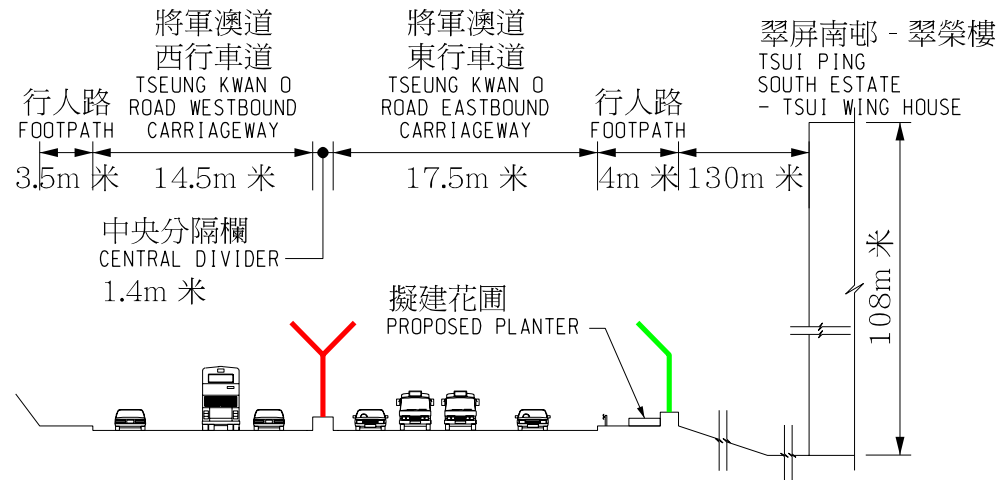 將軍澳道
西行車道
TSEUNG KWAN O
ROAD WESTBOUND
CARRIAGEWAY
將軍澳道
東行車道
TSEUNG KWAN O
ROAD EASTBOUND
CARRIAGEWAY
翠屏南邨 - 翠榮樓
TSUI PING
SOUTH ESTATE
- TSUI WING HOUSE
行人路
FOOTPATH
行人路
FOOTPATH
3.5m 米
14.5m 米
17.5m 米
4m 米
130m 米
中央分隔欄
CENTRAL DIVIDER
1.4m 米
擬建花圃
PROPOSED PLANTER
108m 米